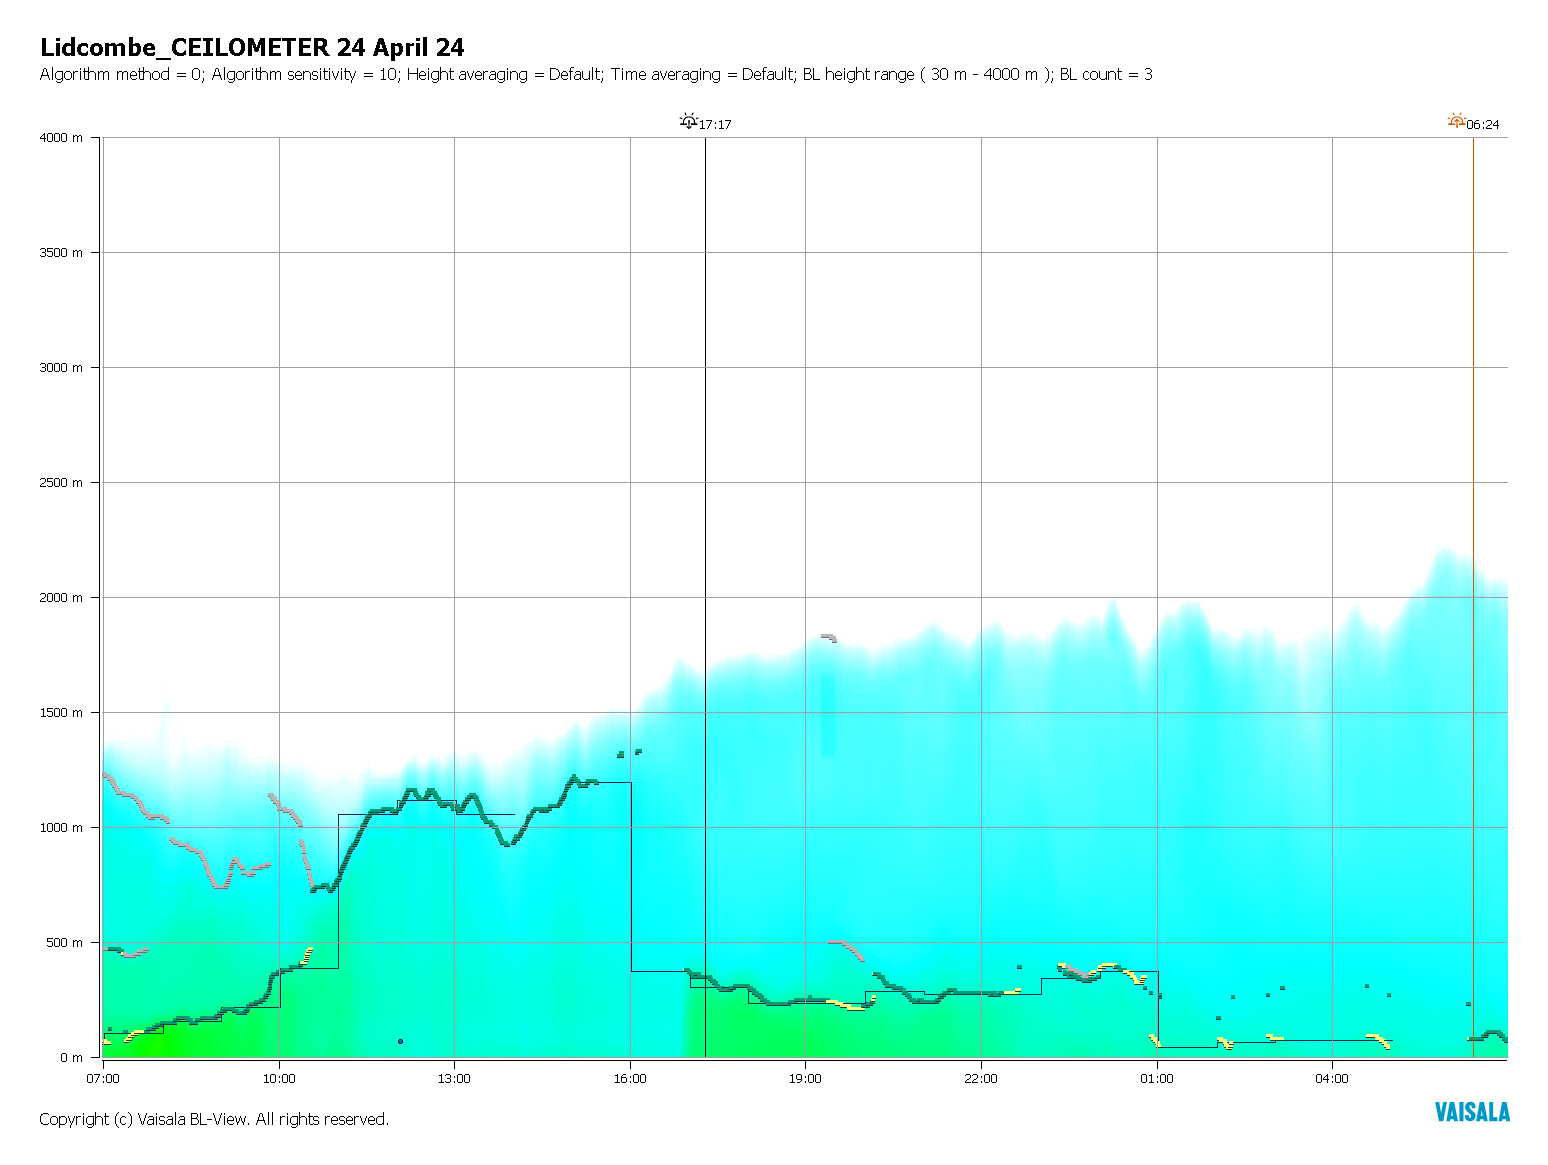 Lidcombe_CEILOMETER 24 April 24
Algorithm method = 0; Algorithm sensitivity = 10; Height averaging = Default; Time averaging = Default; BL height range ( 30 m - 4000 m ); BL count = 3
17:17
06:24
4000 m
3500 m
3000 m
2500 m
2000 m
1500 m
1000 m
500 m
0 m
07:00
10:00
13:00
16:00
19:00
22:00
01:00
04:00
Copyright (c) Vaisala BL-View. All rights reserved.
VAISALA